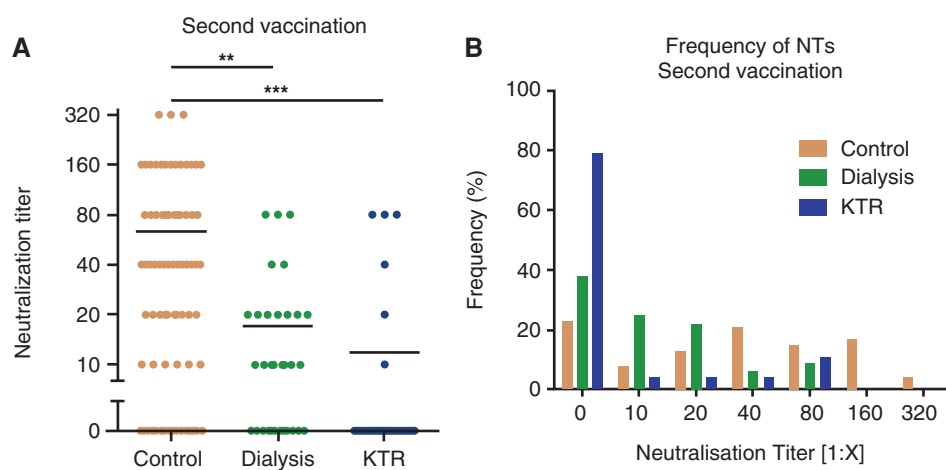 A
Second vaccination
**
***
Neutralization titer
320
160
80
40
20
10
0
Control
Dialysis
KTR
B
Frequency of NTs
Second vaccination
Frequency (%)
100
80
60
40
20
0
Control
Dialysis
KTR
0
10
20
40
80
160
320
Neutralisation Titer [1:X]